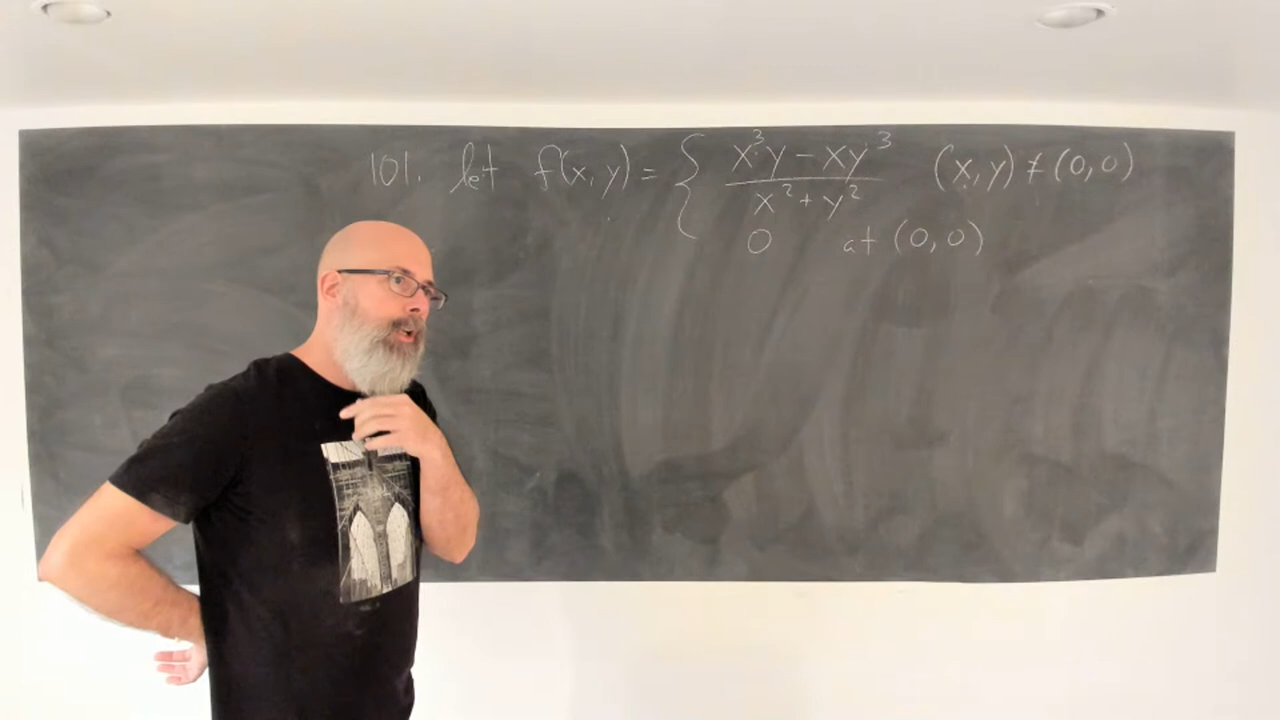 101. let f(x,y) = { x³y - xy³ / x² + y² (x,y) ≠ (0,0)
0 at (0,0)